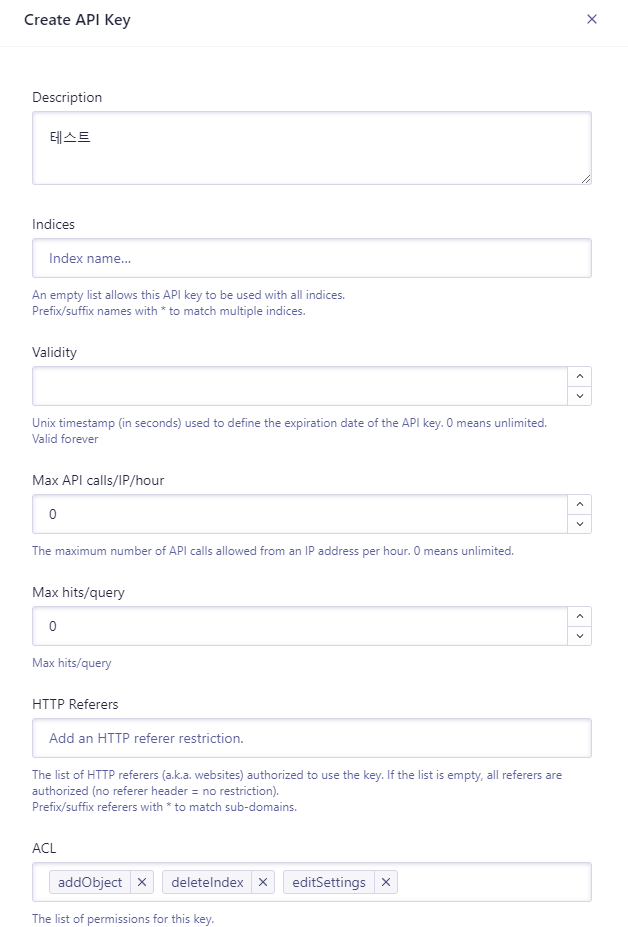 Create API Key
Description
테스트
Indices
Index name...
An empty list allows this API key to be used with all indices.
Prefix/suffix names with * to match multiple indices.
Validity
Unix timestamp (in seconds) used to define the expiration date of the API key. 0 means unlimited.
Valid forever
Max API calls/IP/hour
0
The maximum number of API calls allowed from an IP address per hour. 0 means unlimited.
Max hits/query
0
Max hits/query
HTTP Referers
Add an HTTP referer restriction.
The list of HTTP referers (a.k.a. websites) authorized to use the key. If the list is empty, all referers are
authorized (no referer header = no restriction).
Prefix/suffix referers with * to match sub-domains.
ACL
addObject deleteIndex editSettings
The list of permissions for this key.